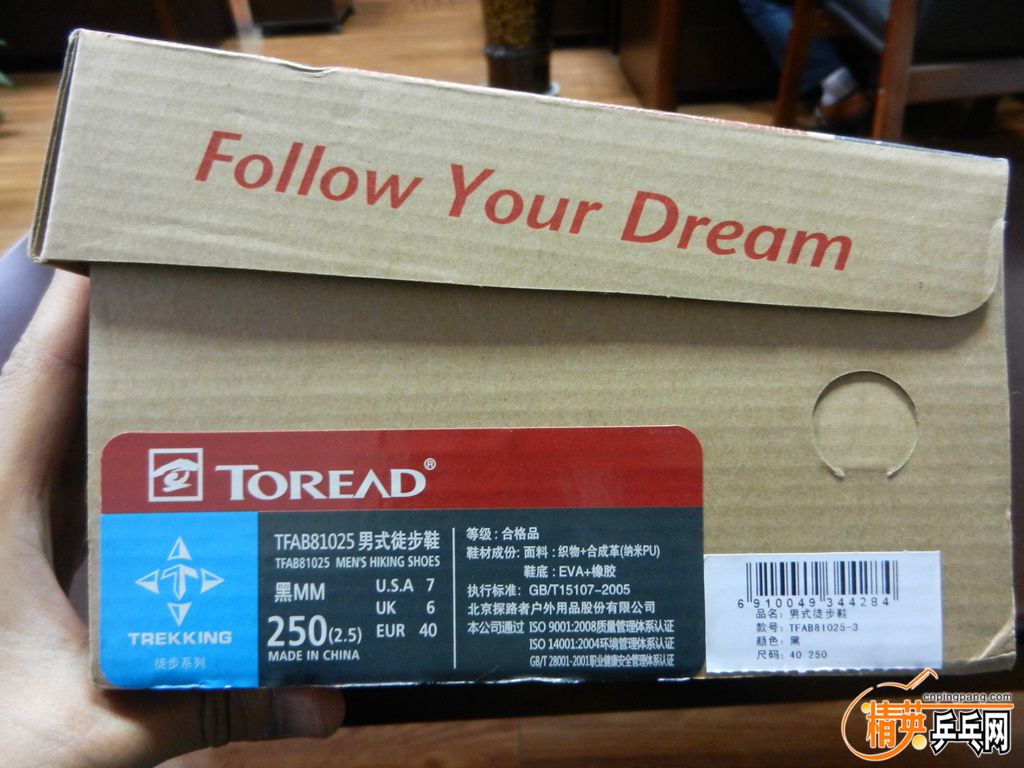 Follow Your Dream
TOREAD®
TREKKING
徒步系列
TFAB81025 男式徒步鞋
TFAB81025 MEN'S HIKING SHOES
黑MM
U.S.A 7
UK 6
EUR 40
250(2.5)
MADE IN CHINA
等级：合格品
鞋材成份: 面料：织物+合成革(纳米PU)
鞋底：EVA+橡胶
执行标准: GB/T15107-2005
北京探路者户外用品股份有限公司
本公司通过 ISO 9001:2008质量管理体系认证
ISO 14001:2004环境管理体系认证
GB/T 28001-2001职业健康安全管理体系认证
6 910049 344284
品名: 男式徒步鞋
款号: TFAB81025-3
颜色: 黑
尺码: 40 250
cnpingpang.com
精英乒乓网